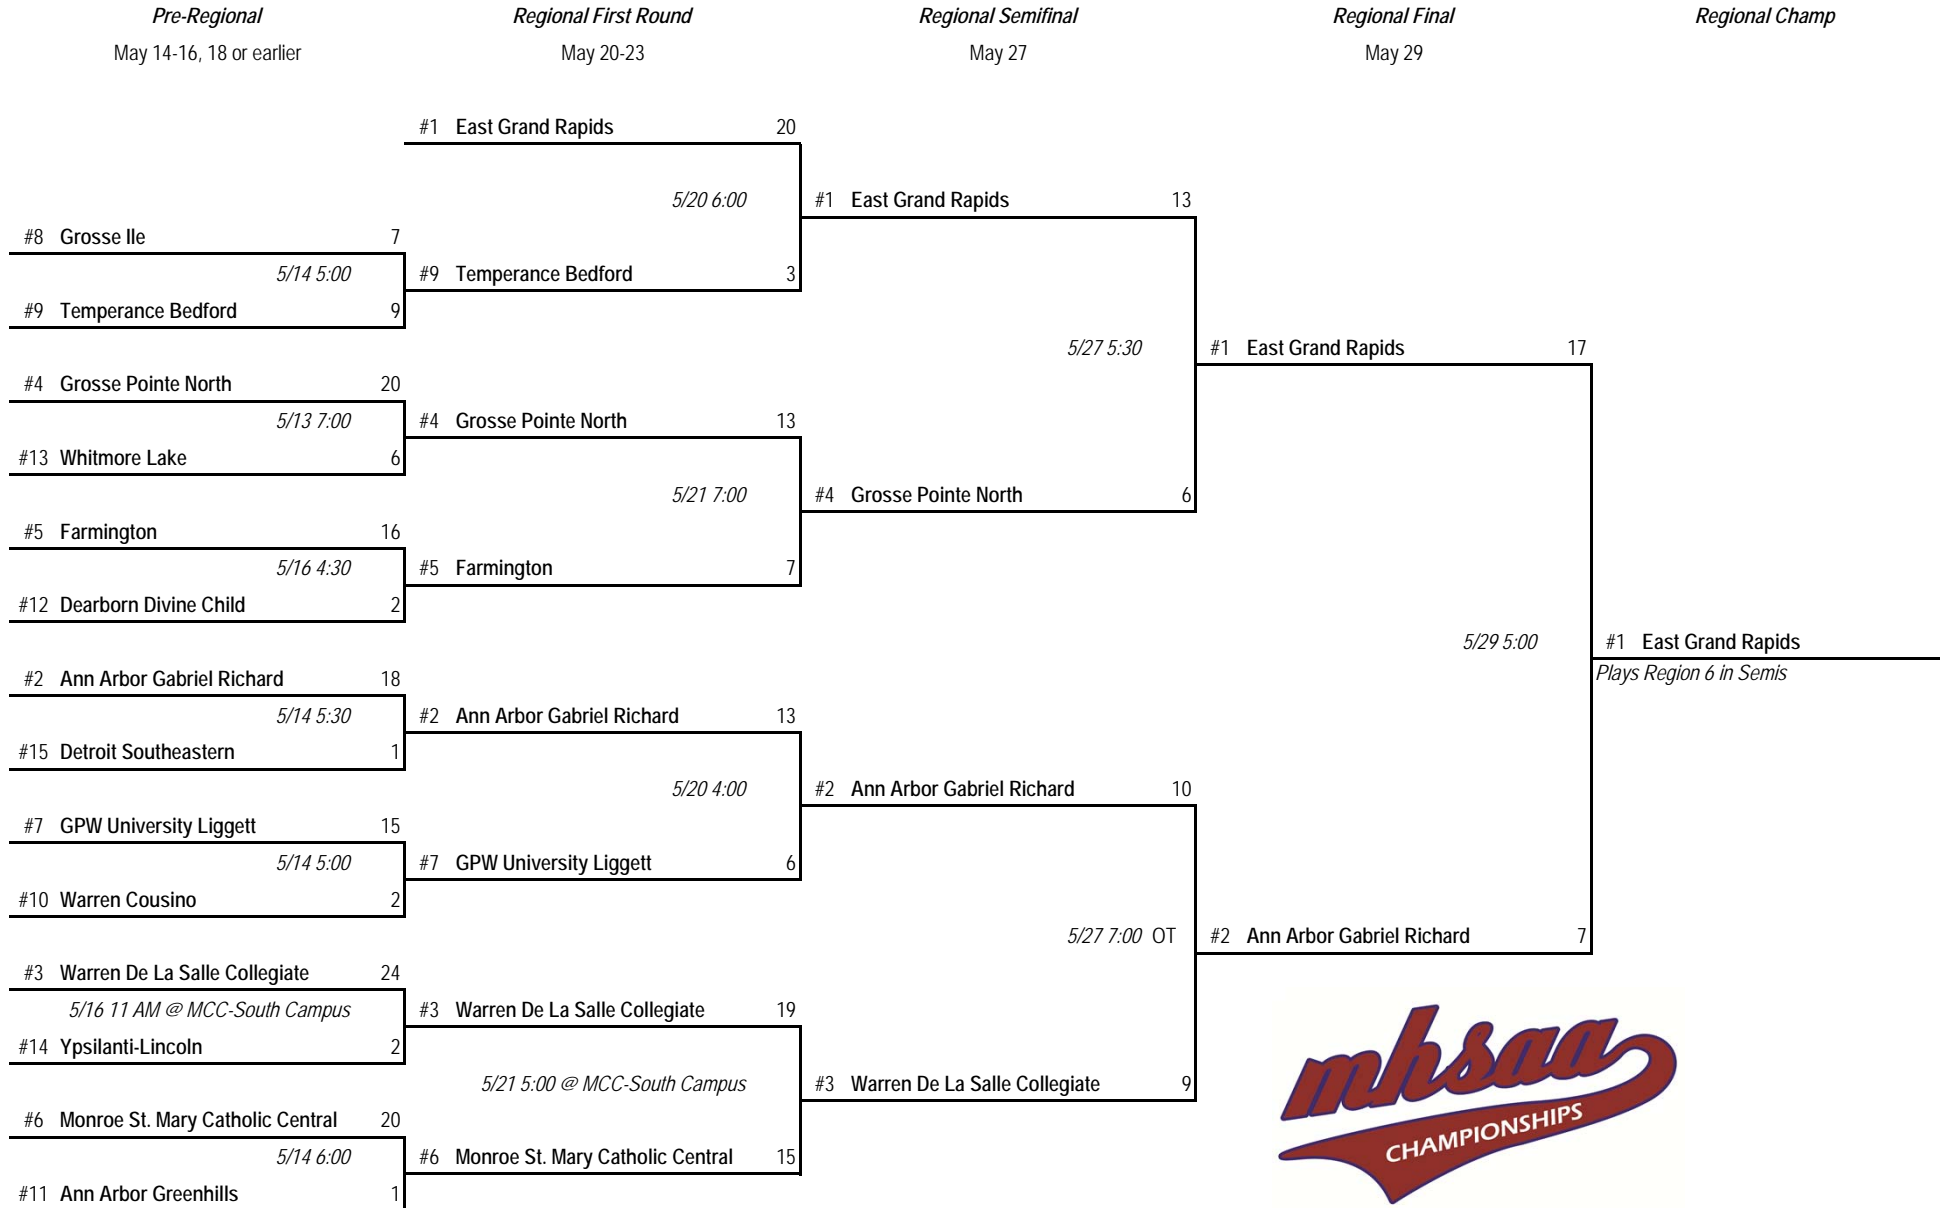 Pre-Regional Regional First Round Regional Semifinal Regional Final Regional Champ
May 14-16, 18 or earlier May 20-23 May 27 May 29
#1 East Grand Rapids 20
5/20 6:00 #1 East Grand Rapids 13
#8 Grosse Ile 7
5/14 5:00 #9 Temperance Bedford 3
#9 Temperance Bedford 9
5/27 5:30 #1 East Grand Rapids 17
#4 Grosse Pointe North 20
5/13 7:00 #4 Grosse Pointe North 13
#13 Whitmore Lake 6
5/21 7:00 #4 Grosse Pointe North 6
#5 Farmington 16
5/16 4:30 #5 Farmington 7
#12 Dearborn Divine Child 2
5/29 5:00 #1 East Grand Rapids
Plays Region 6 in Semis
#2 Ann Arbor Gabriel Richard 18
5/14 5:30 #2 Ann Arbor Gabriel Richard 13
#15 Detroit Southeastern 1
5/20 4:00 #2 Ann Arbor Gabriel Richard 10
#7 GPW University Liggett 15
5/14 5:00 #7 GPW University Liggett 6
#10 Warren Cousino 2
5/27 7:00 OT #2 Ann Arbor Gabriel Richard 7
#3 Warren De La Salle Collegiate 24
5/16 11 AM @ MCC-South Campus #3 Warren De La Salle Collegiate 19
#14 Ypsilanti-Lincoln 2
5/21 5:00 @ MCC-South Campus #3 Warren De La Salle Collegiate 9
#6 Monroe St. Mary Catholic Central 20
5/14 6:00 #6 Monroe St. Mary Catholic Central 15
#11 Ann Arbor Greenhills 1
mhsaa
CHAMPIONSHIPS